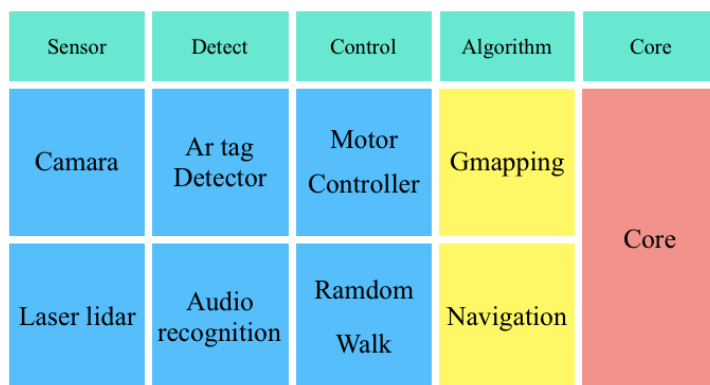 Sensor
Detect
Control
Algorithm
Core
Camara
Ar tag
Detector
Motor
Controller
Gmapping
Core
Laser lidar
Audio
recognition
Ramdom
Walk
Navigation